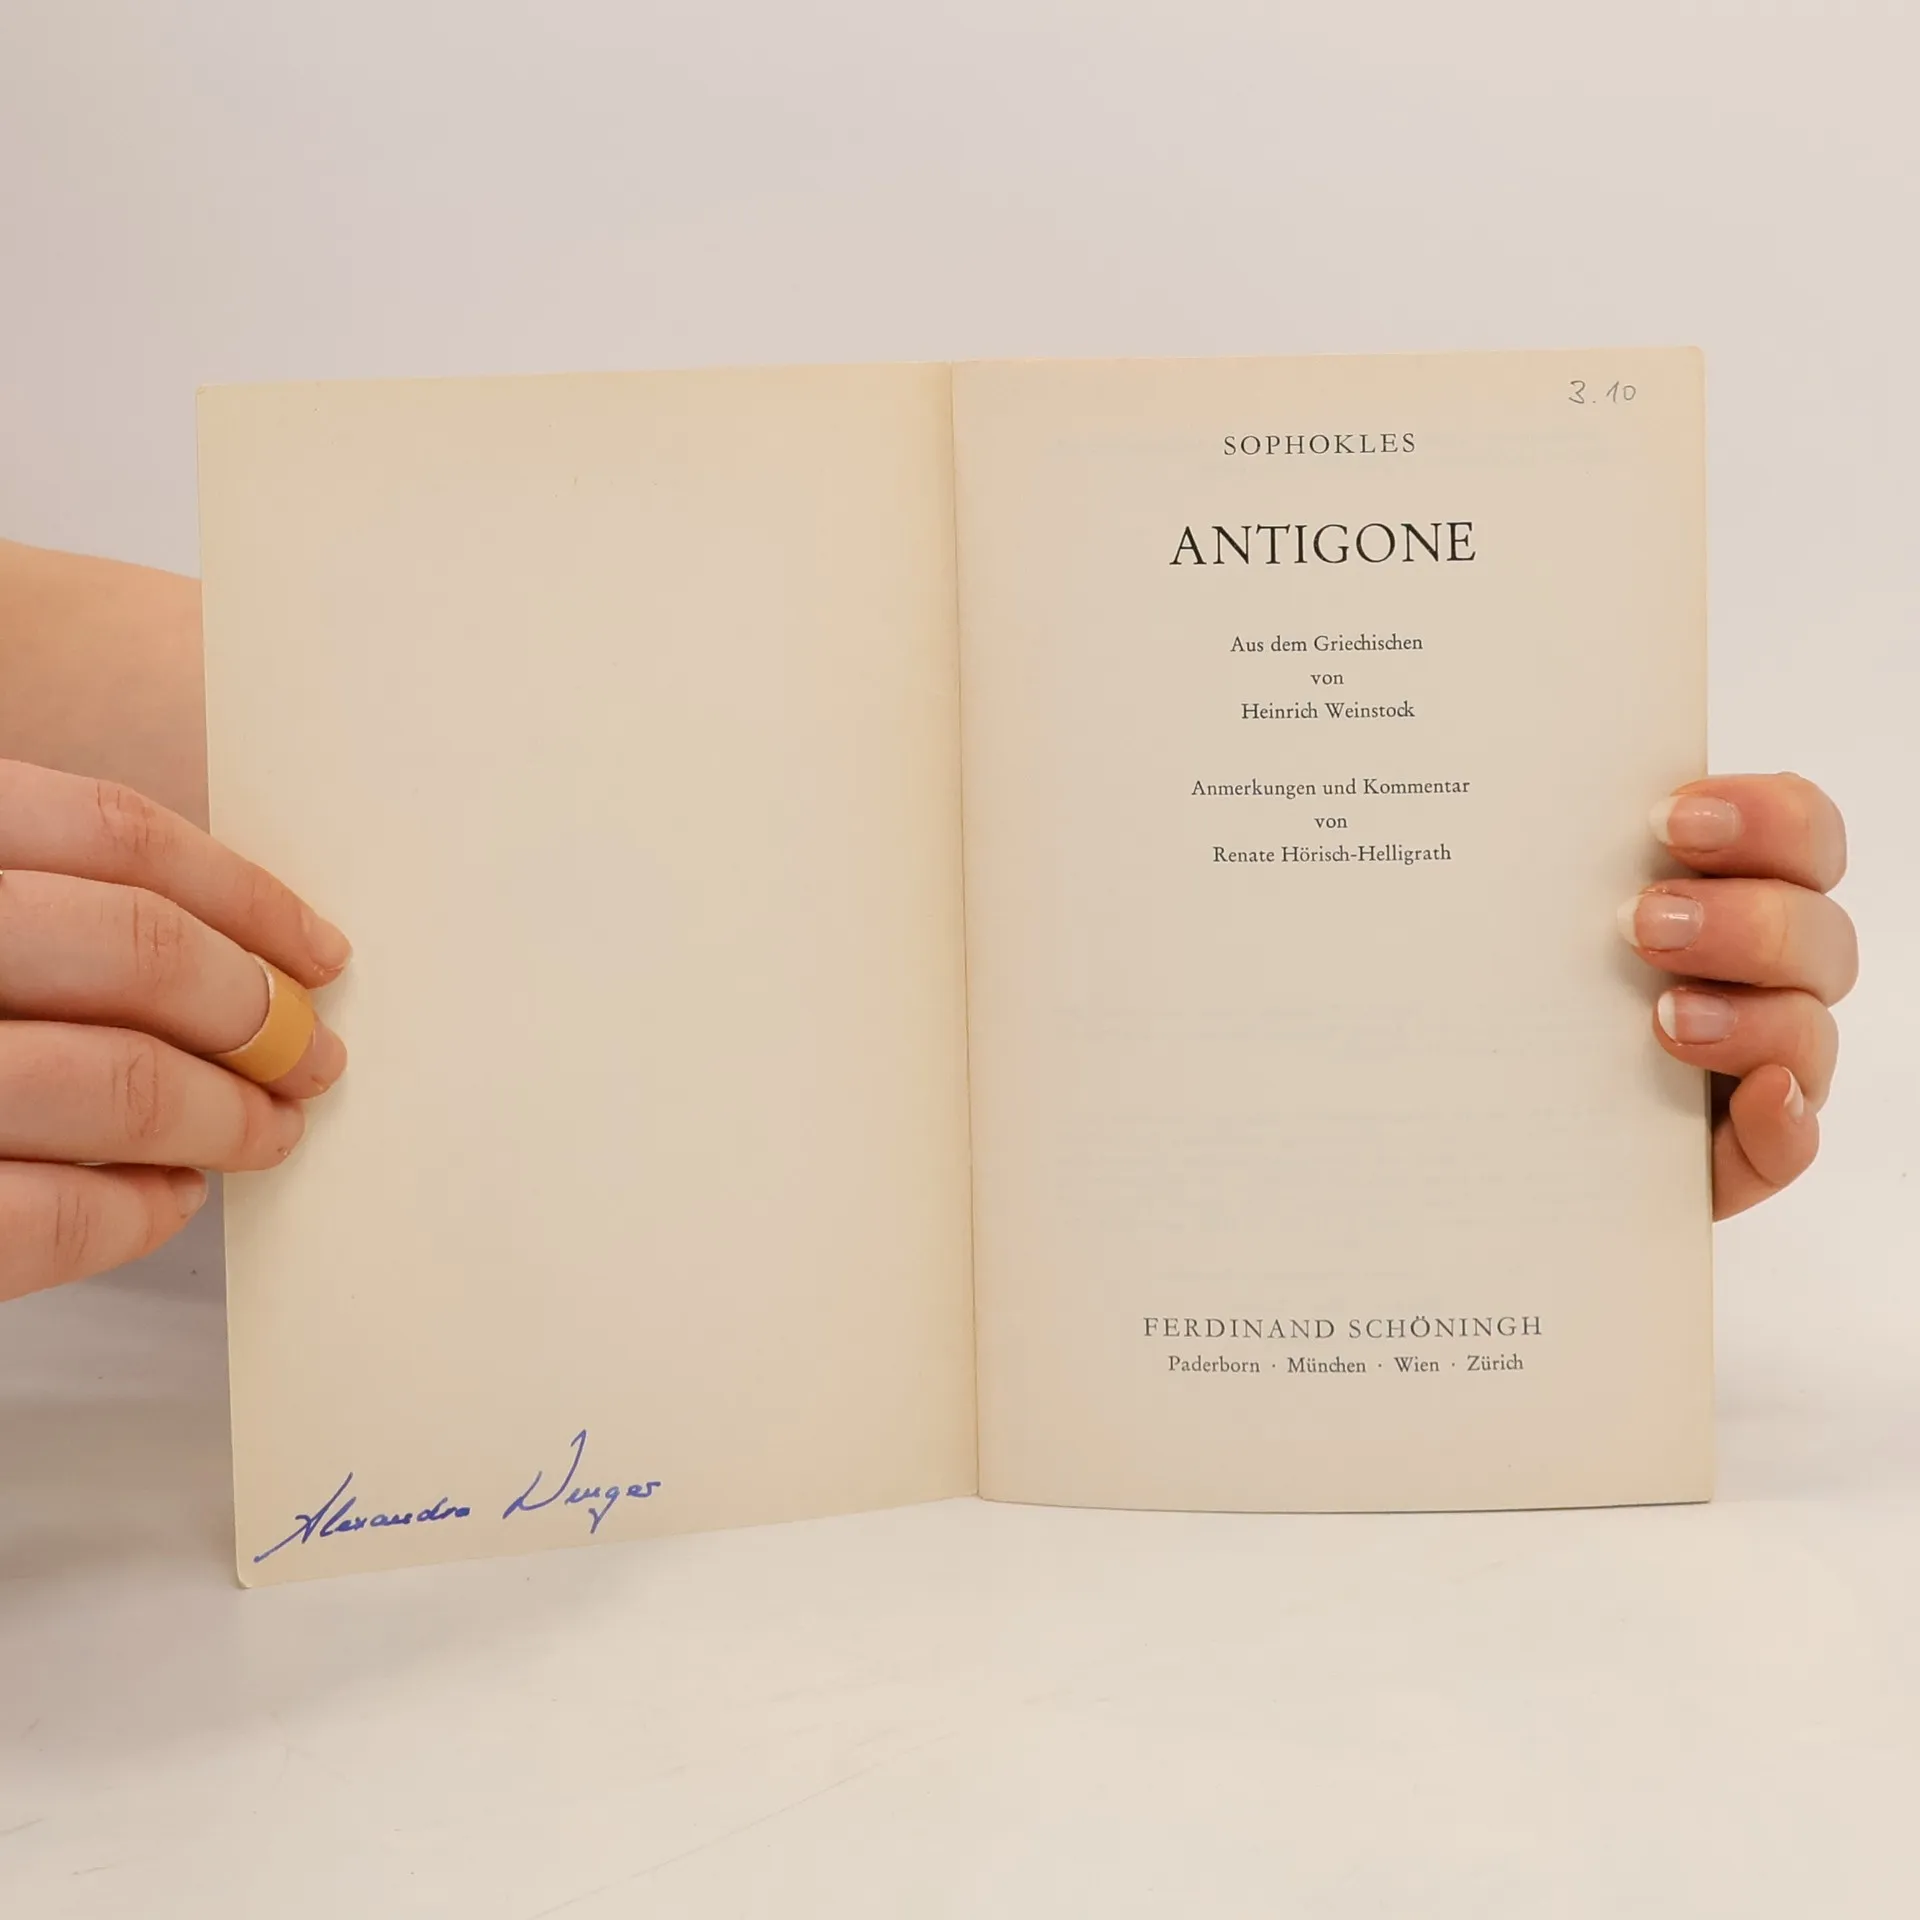 Alexandra
3.10
SOPHOKLES
ANTIGONE
Aus dem Griechischen
von
Heinrich Weinstock
Anmerkungen und Kommentar
von
Renate Hörisch-Helligrath
FERDINAND SCHÖNINGH
Paderborn · München · Wien · Zürich